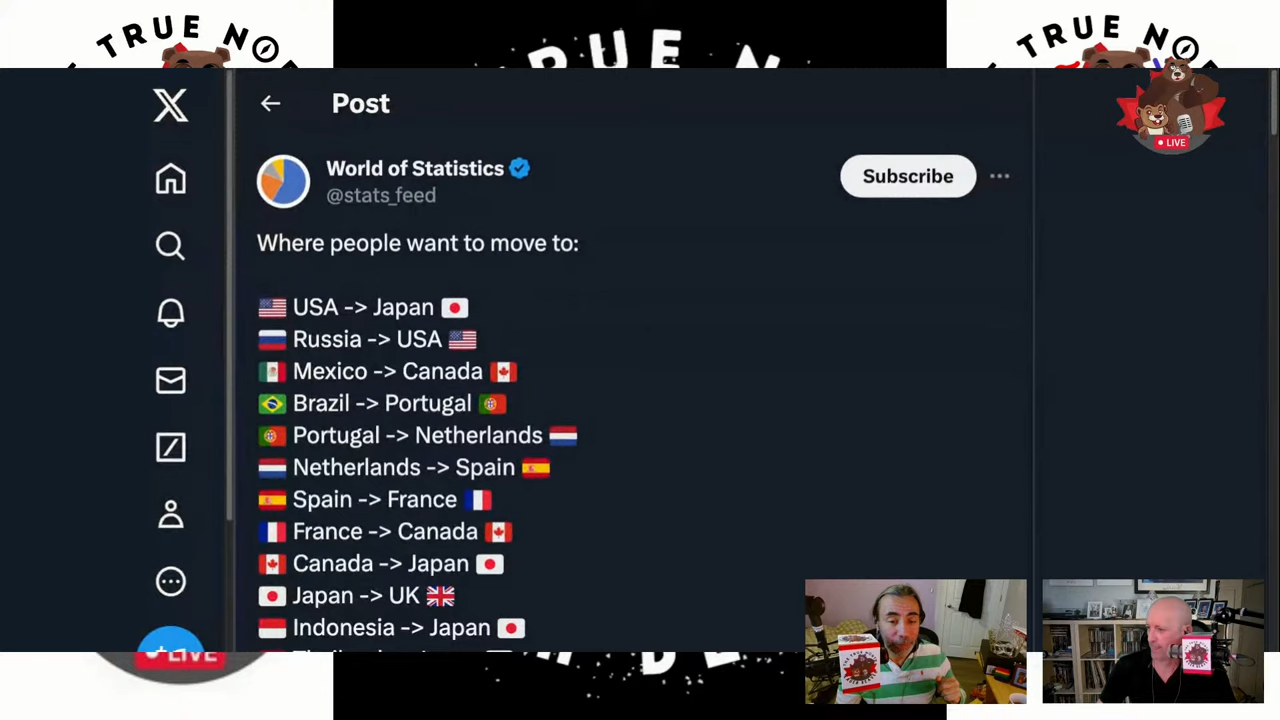 TRUE NO
RUE N
TRUE NO
Post
LIVE
World of Statistics
@stats_feed
Subscribe
Where people want to move to:
USA -> Japan
Russia -> USA
Mexico -> Canada
Brazil -> Portugal
Portugal -> Netherlands
Netherlands -> Spain
Spain -> France
France -> Canada
Canada -> Japan
Japan -> UK
Indonesia -> Japan
LIVE